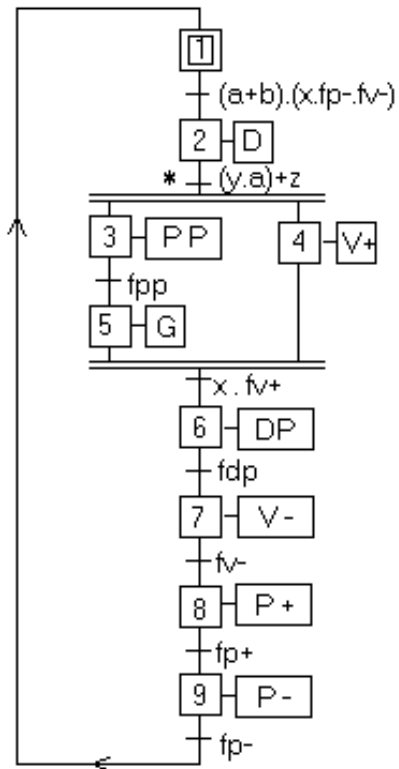 1
(a+b).(x.fp-.fv-)
2 D
* (y.a)+z
3 PP 4 V+
fpp
5 G
x.fv+
6 DP
fdp
7 V-
fv-
8 P+
fp+
9 P-
fp-